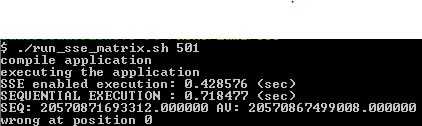 $ ./run_sse_matrix.sh 501
compile application
executing the application
SSE enabled execution: 0.428576 (sec)
SEQUENTIAL EXECUTION : 0.718477 (sec)
SEQ: 20570871693312.000000 AV: 20570867499008.000000
wrong at position 0